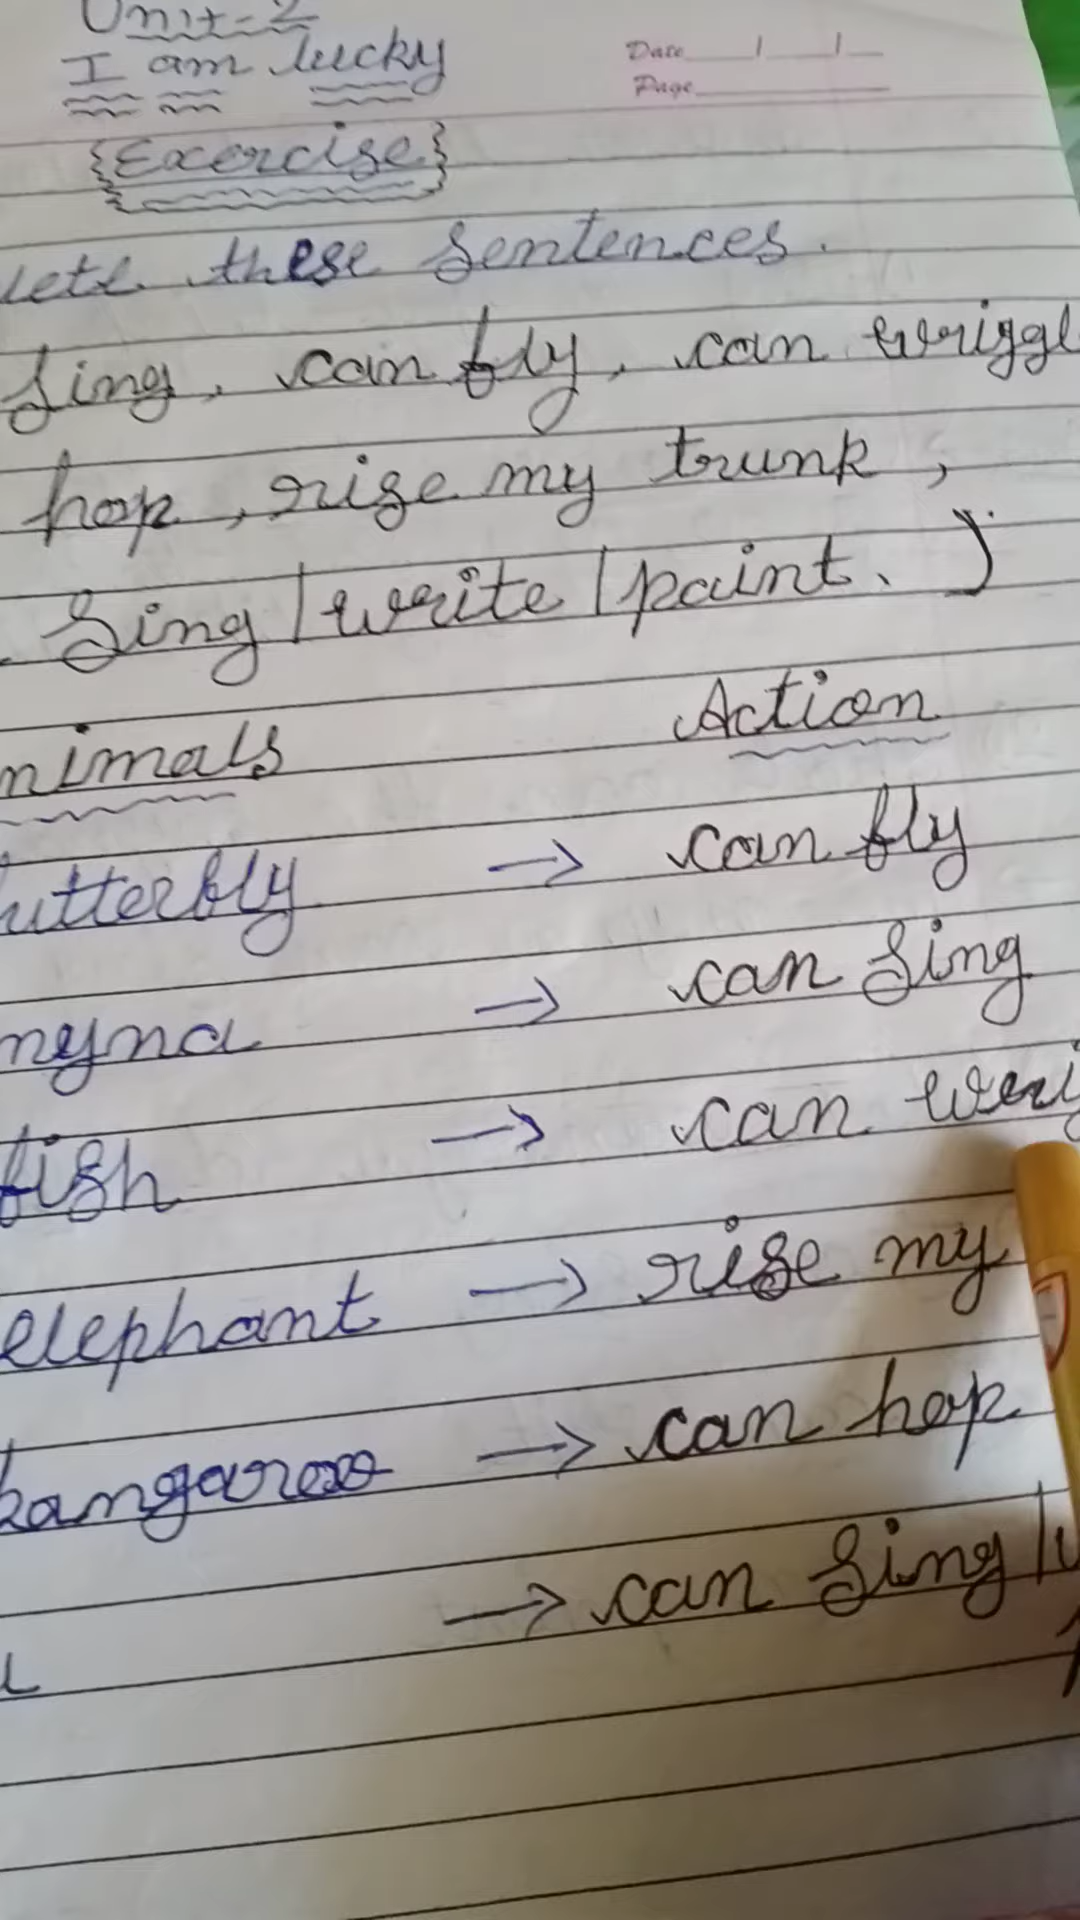 Unit-2
I am lucky
Date
Page
{Exercise}
lete these sentences.
sing, can fly, can wriggl
hop, rise my trunk,
sing/write/paint.)
nimals Action
utterfly → can fly
myna → can sing
fish → can wri
elephant → rise my
kangaroo → can hop
I → can sing/w